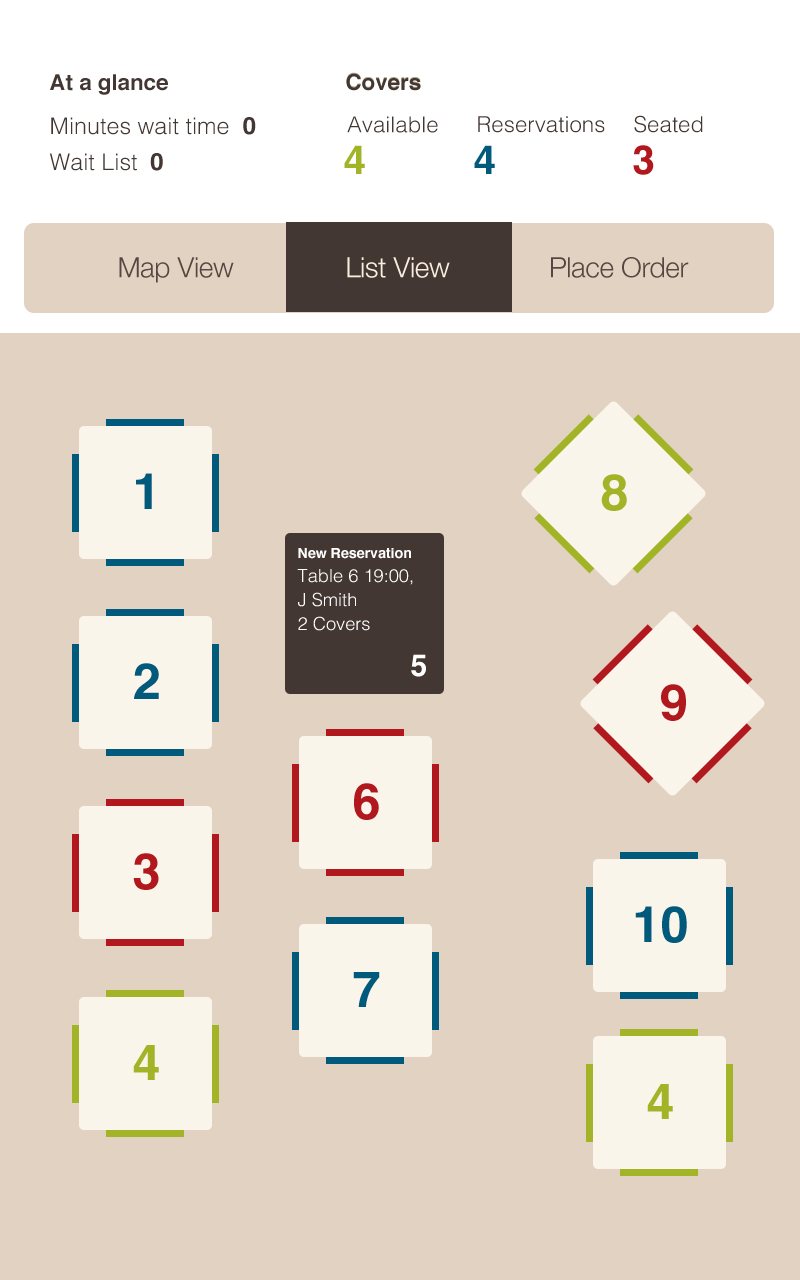 At a glance
Minutes wait time 0
Wait List 0
Covers
Available Reservations Seated
4 4 3
Map View List View Place Order
1
2
3
4
New Reservation
Table 6 19:00,
J Smith
2 Covers
5
6
7
8
9
10
4